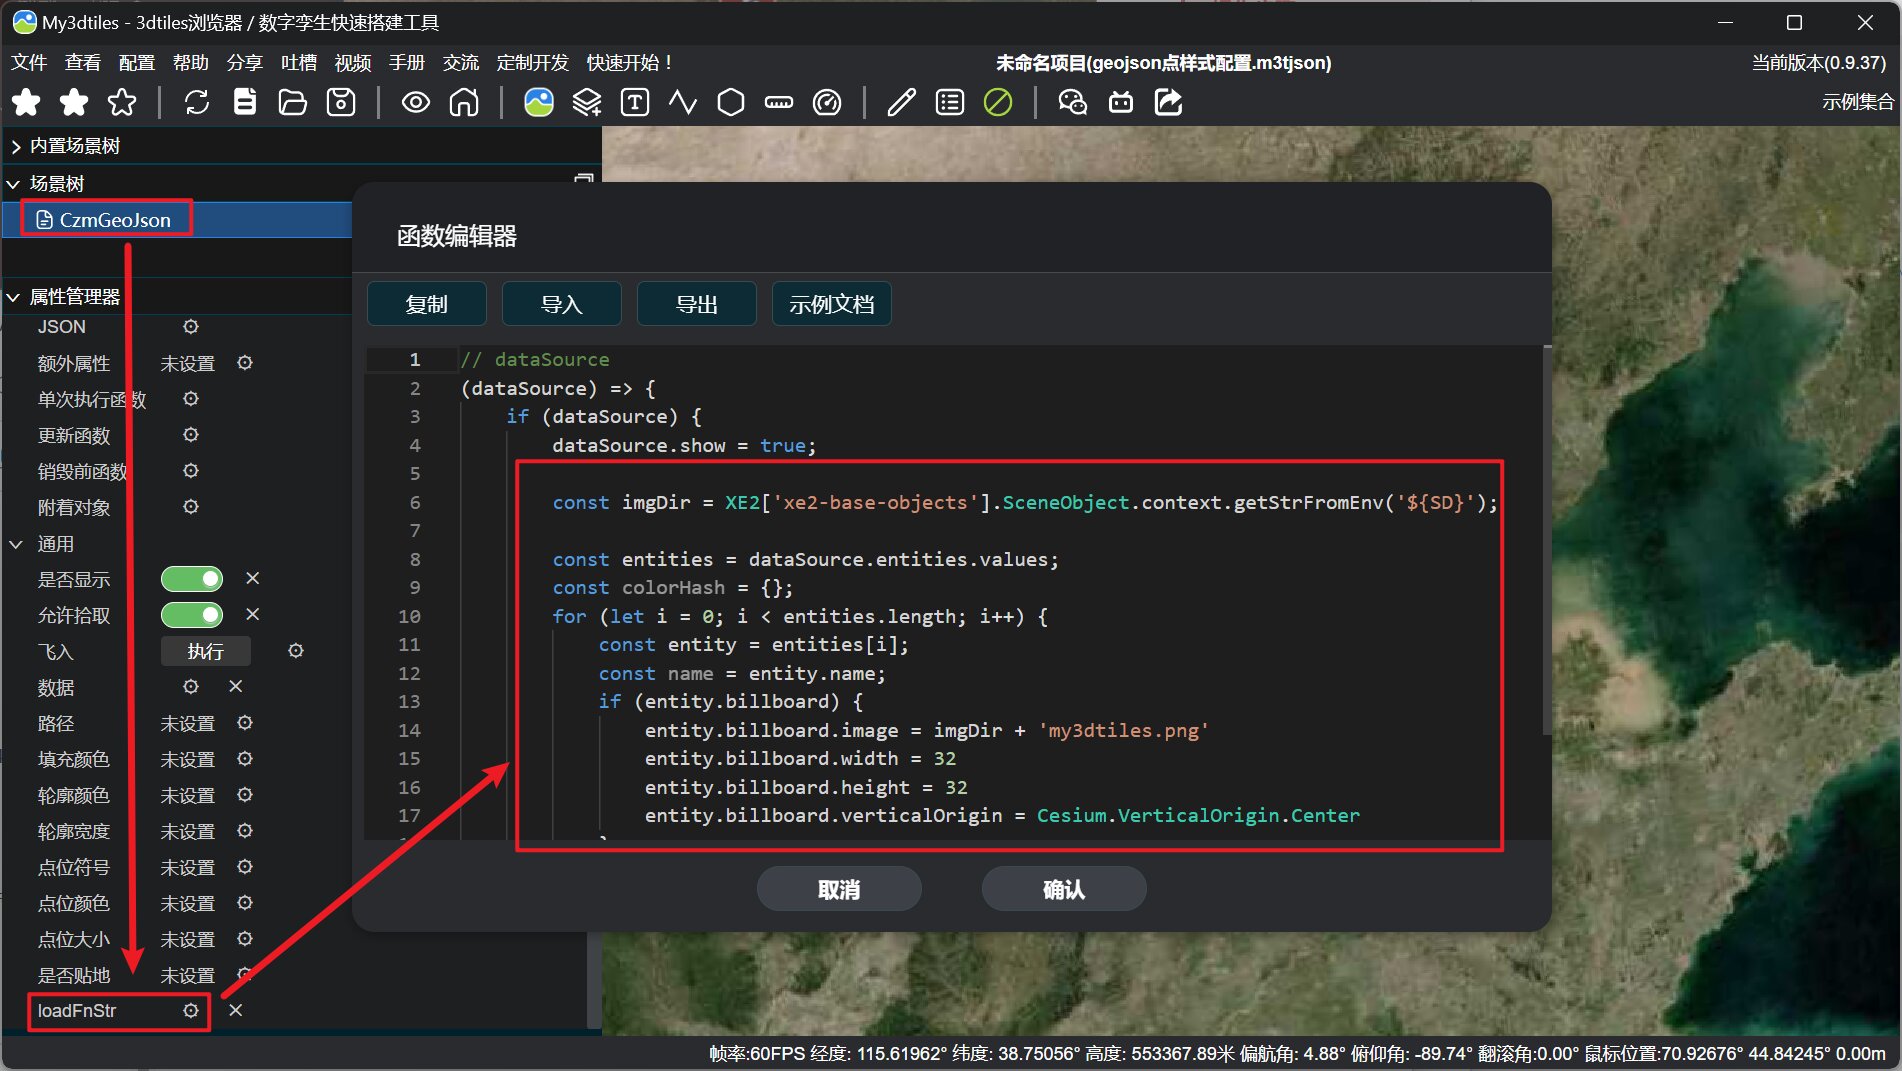 My3dtiles - 3dtiles浏览器 / 数字孪生快速搭建工具
文件 查看 配置 帮助 分享 吐槽 视频 手册 交流 定制开发 快速开始！
未命名项目(geojson点样式配置.m3tjson)
当前版本(0.9.37)
示例集合
内置场景树
场景树
CzmGeoJson
属性管理器
JSON
额外属性 未设置
单次执行函数
更新函数
销毁前函数
附着对象
通用
是否显示
允许拾取
飞入 执行
数据
路径 未设置
填充颜色 未设置
轮廓颜色 未设置
轮廓宽度 未设置
点位符号 未设置
点位颜色 未设置
点位大小 未设置
是否贴地 未设置
loadFnStr
函数编辑器
复制 导入 导出 示例文档
1 // dataSource
2 (dataSource) => {
3 if (dataSource) {
4 dataSource.show = true;
5
6 const imgDir = XE2['xe2-base-objects'].SceneObject.context.getStrFromEnv('${SD}');
7
8 const entities = dataSource.entities.values;
9 const colorHash = {};
10 for (let i = 0; i < entities.length; i++) {
11 const entity = entities[i];
12 const name = entity.name;
13 if (entity.billboard) {
14 entity.billboard.image = imgDir + 'my3dtiles.png'
15 entity.billboard.width = 32
16 entity.billboard.height = 32
17 entity.billboard.verticalOrigin = Cesium.VerticalOrigin.Center
取消 确认
帧率:60FPS 经度: 115.61962° 纬度: 38.75056° 高度: 553367.89米 偏航角: 4.88° 俯仰角: -89.74° 翻滚角:0.00° 鼠标位置:70.92676° 44.84245° 0.00m